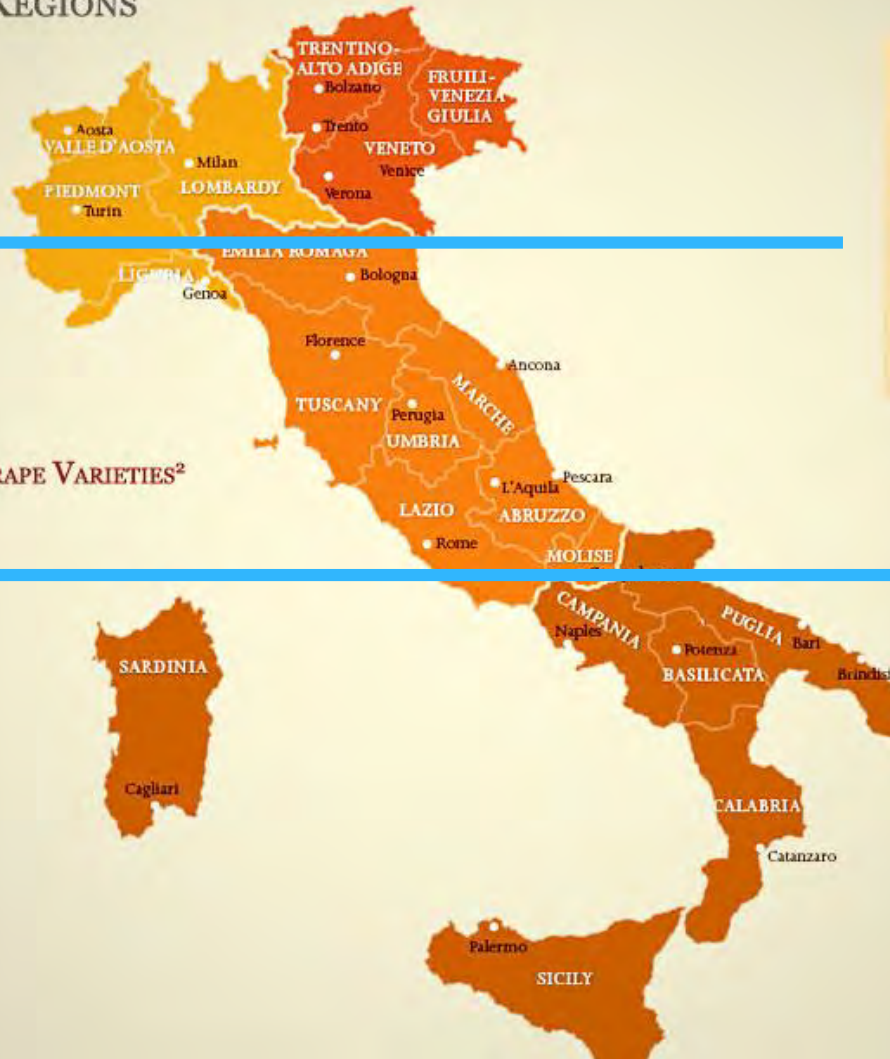 REGIONS
TRENTINO-
ALTO ADIGE
Bolzano
FRUILI-
VENEZIA
GIULIA
Trento
Aosta
VALLE D'AOSTA
VENETO
Milan
Venice
PIEDMONT
LOMBARDY
Verona
Turin
EMILIA ROMAGA
LIGURIA
Bologna
Genoa
Florence
Ancona
TUSCANY
MARCHE
Perugia
UMBRIA
RAPE VARIETIES²
Pescara
L'Aquila
LAZIO
ABRUZZO
Rome
MOLISE
CAMPANIA
PUGLIA
Naples
Bari
Potenza
SARDINIA
BASILICATA
Brindisi
Cagliari
CALABRIA
Catanzaro
Palermo
SICILY